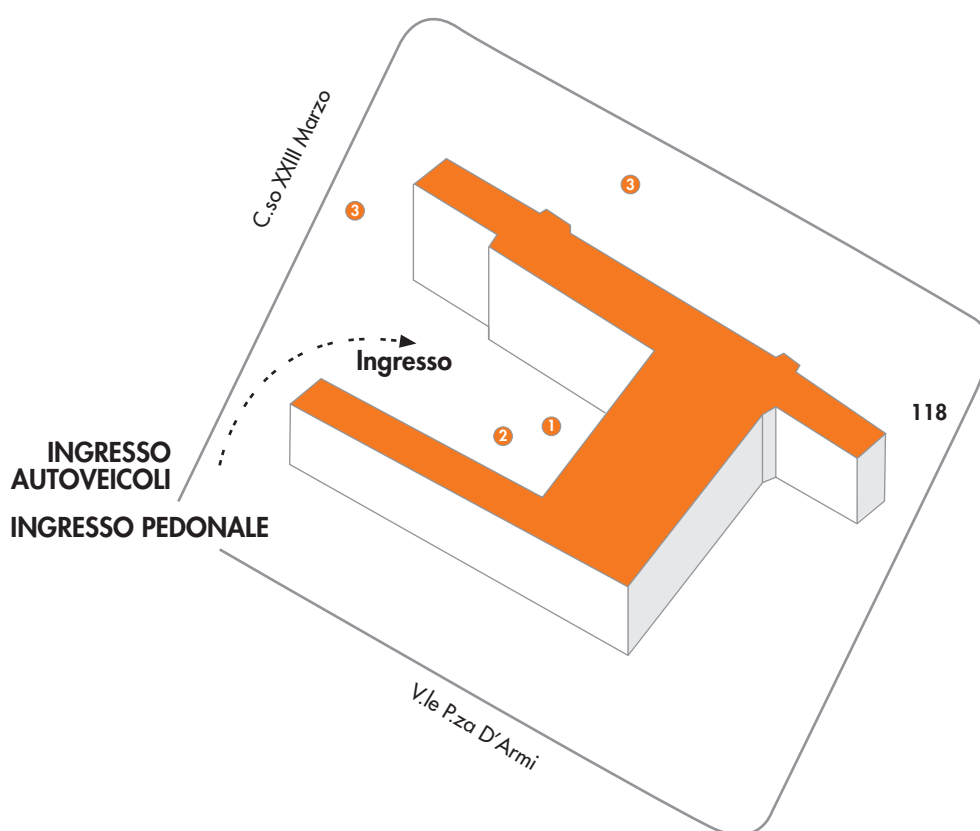 C.so XXIII Marzo
3
3
Ingresso
118
1
2
INGRESSO
AUTOVEICOLI
INGRESSO PEDONALE
V.le P.za D'Armi